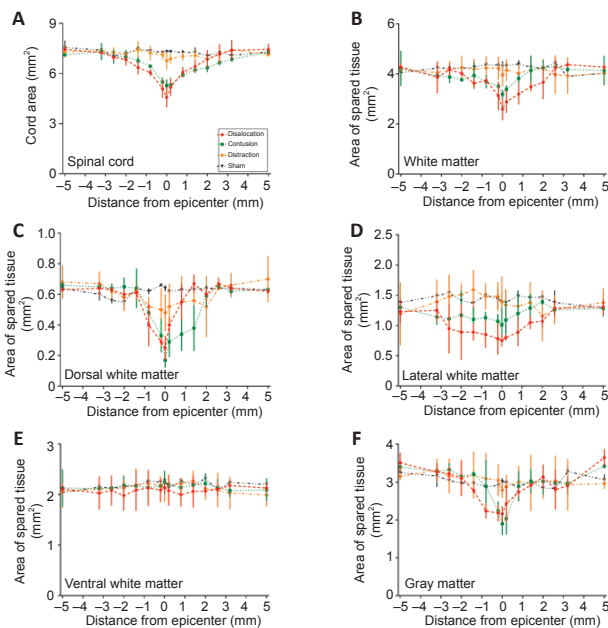 A
Cord area (mm²)
9
6
3
0
Disalocation
Contusion
Distraction
Sham
Spinal cord
–5 –4 –3 –2 –1 0 1 2 3 4 5
Distance from epicenter (mm)
B
Area of spared tissue
(mm²)
6
4
2
0
White matter
–5 –4 –3 –2 –1 0 1 2 3 4 5
Distance from epicenter (mm)
C
Area of spared tissue
(mm²)
1.0
0.8
0.6
0.4
0.2
0
Dorsal white matter
–5 –4 –3 –2 –1 0 1 2 3 4 5
Distance from epicenter (mm)
D
Area of spared tissue
(mm²)
2.5
2.0
1.5
1.0
0.5
0
Lateral white matter
–5 –4 –3 –2 –1 0 1 2 3 4 5
Distance from epicenter (mm)
E
Area of spared tissue
(mm²)
3
2
1
0
Ventral white matter
–5 –4 –3 –2 –1 0 1 2 3 4 5
Distance from epicenter (mm)
F
Area of spared tissue
(mm²)
4
3
2
1
0
Gray matter
–5 –4 –3 –2 –1 0 1 2 3 4 5
Distance from epicenter (mm)